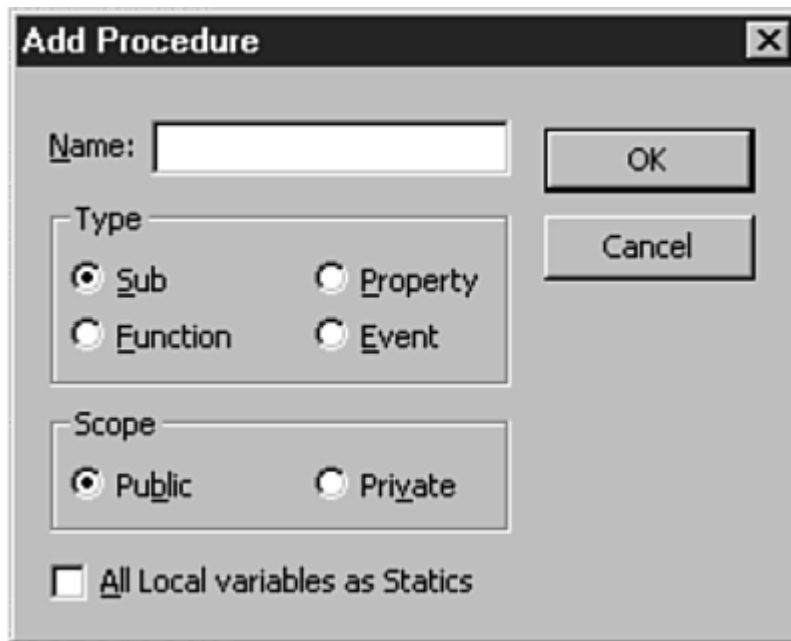 Add Procedure
Name:
OK
Cancel
Type
Sub
Property
Function
Event
Scope
Public
Private
All Local variables as Statics